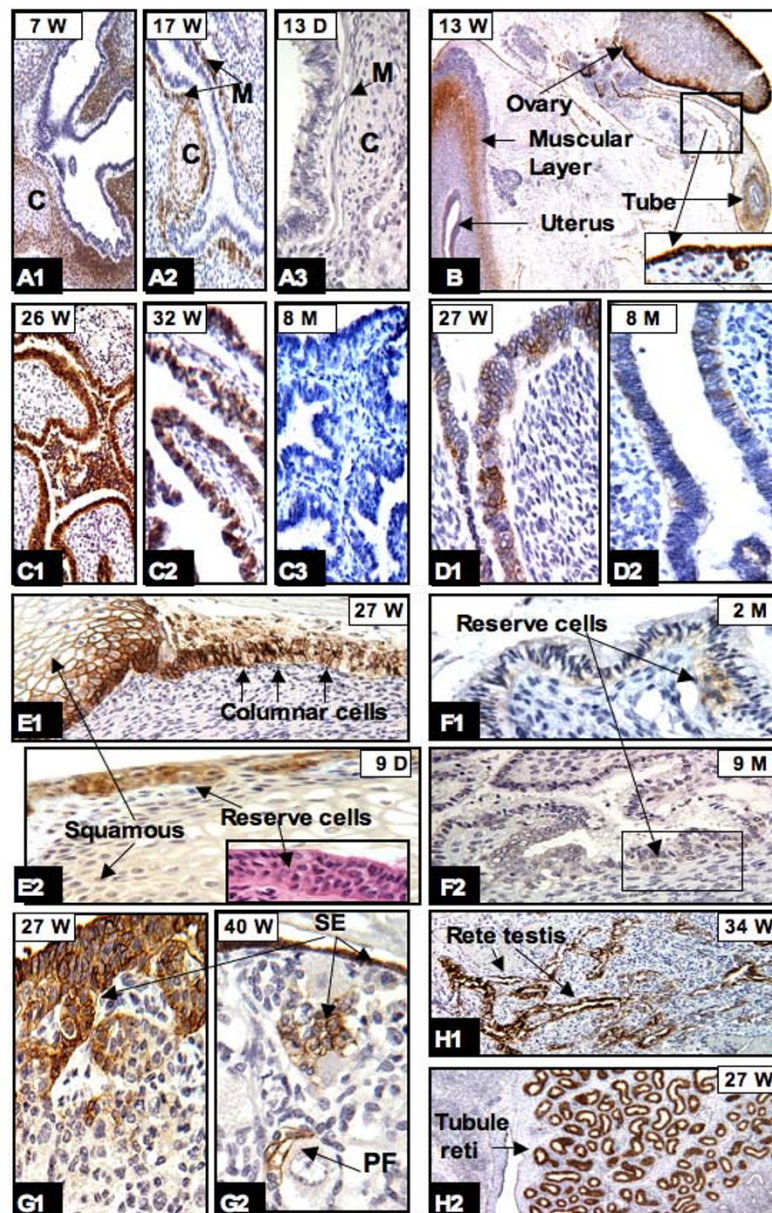 7 W
17 W
13 D
13 W
M
M
C
C
C
Ovary
Muscular
Layer
Tube
Uterus
A1
A2
A3
B
26 W
32 W
8 M
27 W
8 M
C1
C2
C3
D1
D2
27 W
2 M
Reserve cells
Columnar cells
E1
F1
9 D
9 M
Squamous
Reserve cells
E2
F2
27 W
40 W
SE
34 W
Rete testis
H1
27 W
Tubule
reti
PF
G1
G2
H2